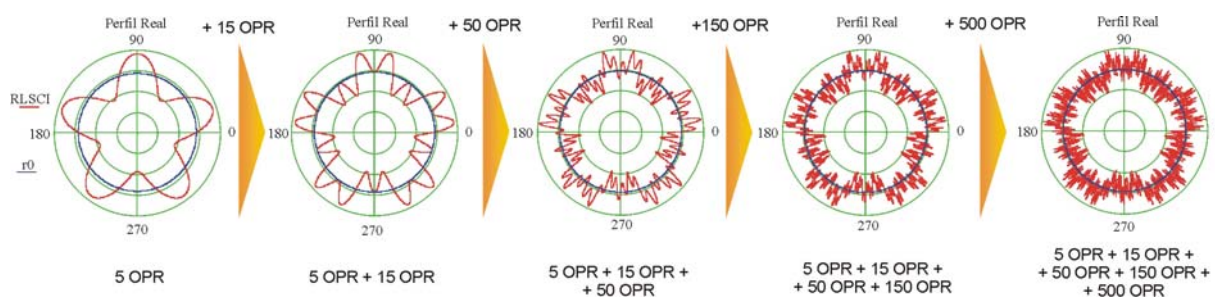 Perfil Real
90
RLSCI
180
0
r0
270
5 OPR
+ 15 OPR
Perfil Real
90
180
0
270
5 OPR + 15 OPR
+ 50 OPR
Perfil Real
90
180
0
270
5 OPR + 15 OPR +
+ 50 OPR
+150 OPR
Perfil Real
90
180
0
270
5 OPR + 15 OPR +
+ 50 OPR + 150 OPR
+ 500 OPR
Perfil Real
90
180
0
270
5 OPR + 15 OPR +
+ 50 OPR + 150 OPR +
+ 500 OPR